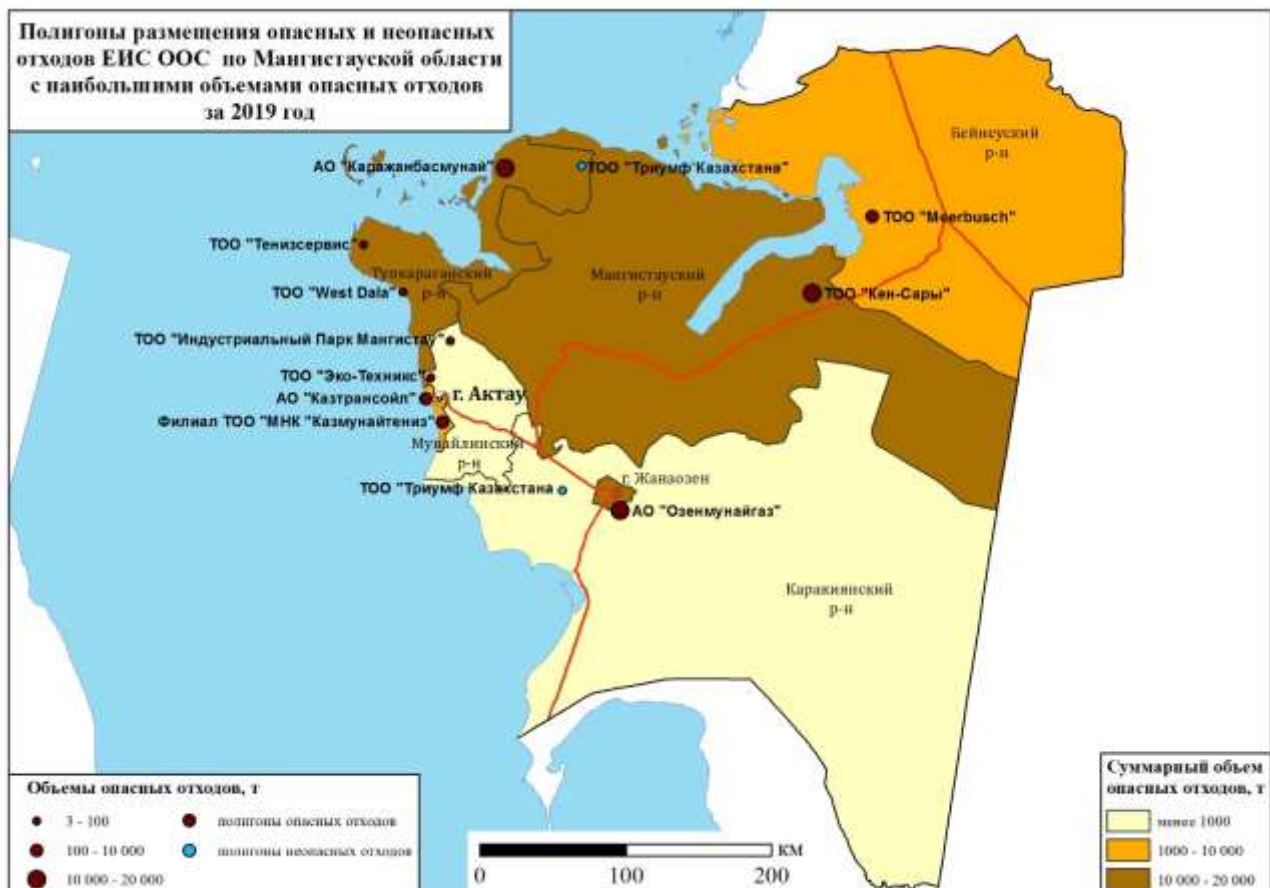 Полигоны размещения опасных и неопасных
отходов ЕИС ООС по Мангистауской области
с наибольшими объемами опасных отходов
за 2019 год
Бейнеуский
р-н
АО "Каражанбасмунай"
ТОО "Триумф Казахстана"
ТОО "Meerbusch"
ТОО "Тенизсервис"
Тупкараганский
р-н
Мангистауский
р-н
ТОО "West Dala"
ТОО "Кен-Сары"
ТОО "Индустриальный Парк Мангистау"
ТОО "Эко-Техникс"
г. Актау
АО "Казтрансойл"
Филиал ТОО "МНК "Казмунайтениз"
Мунайлинский
р-н
г. Жанаозен
ТОО "Триумф Казакстана
АО "Озенмунайгаз"
Каракиянский
р-н
Объемы опасных отходов, т
3 - 100
полигоны опасных отходов
100 - 10 000
полигоны неопасных отходов
10 000 - 20 000
КМ
0 100 200
Суммарный объем
опасных отходов, т
менее 1000
1000 - 10 000
10 000 - 20 000